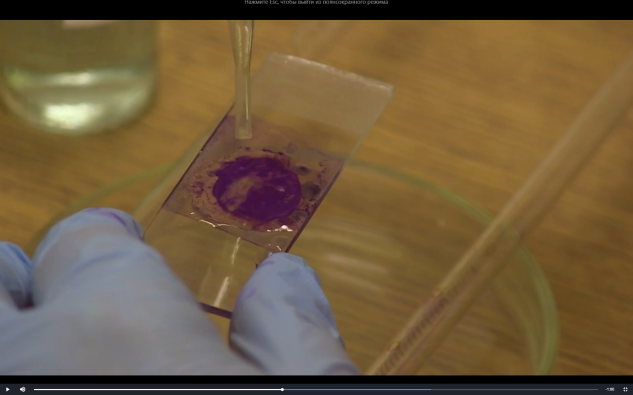 Нажмите Esc, чтобы выйти из полноэкранного режима